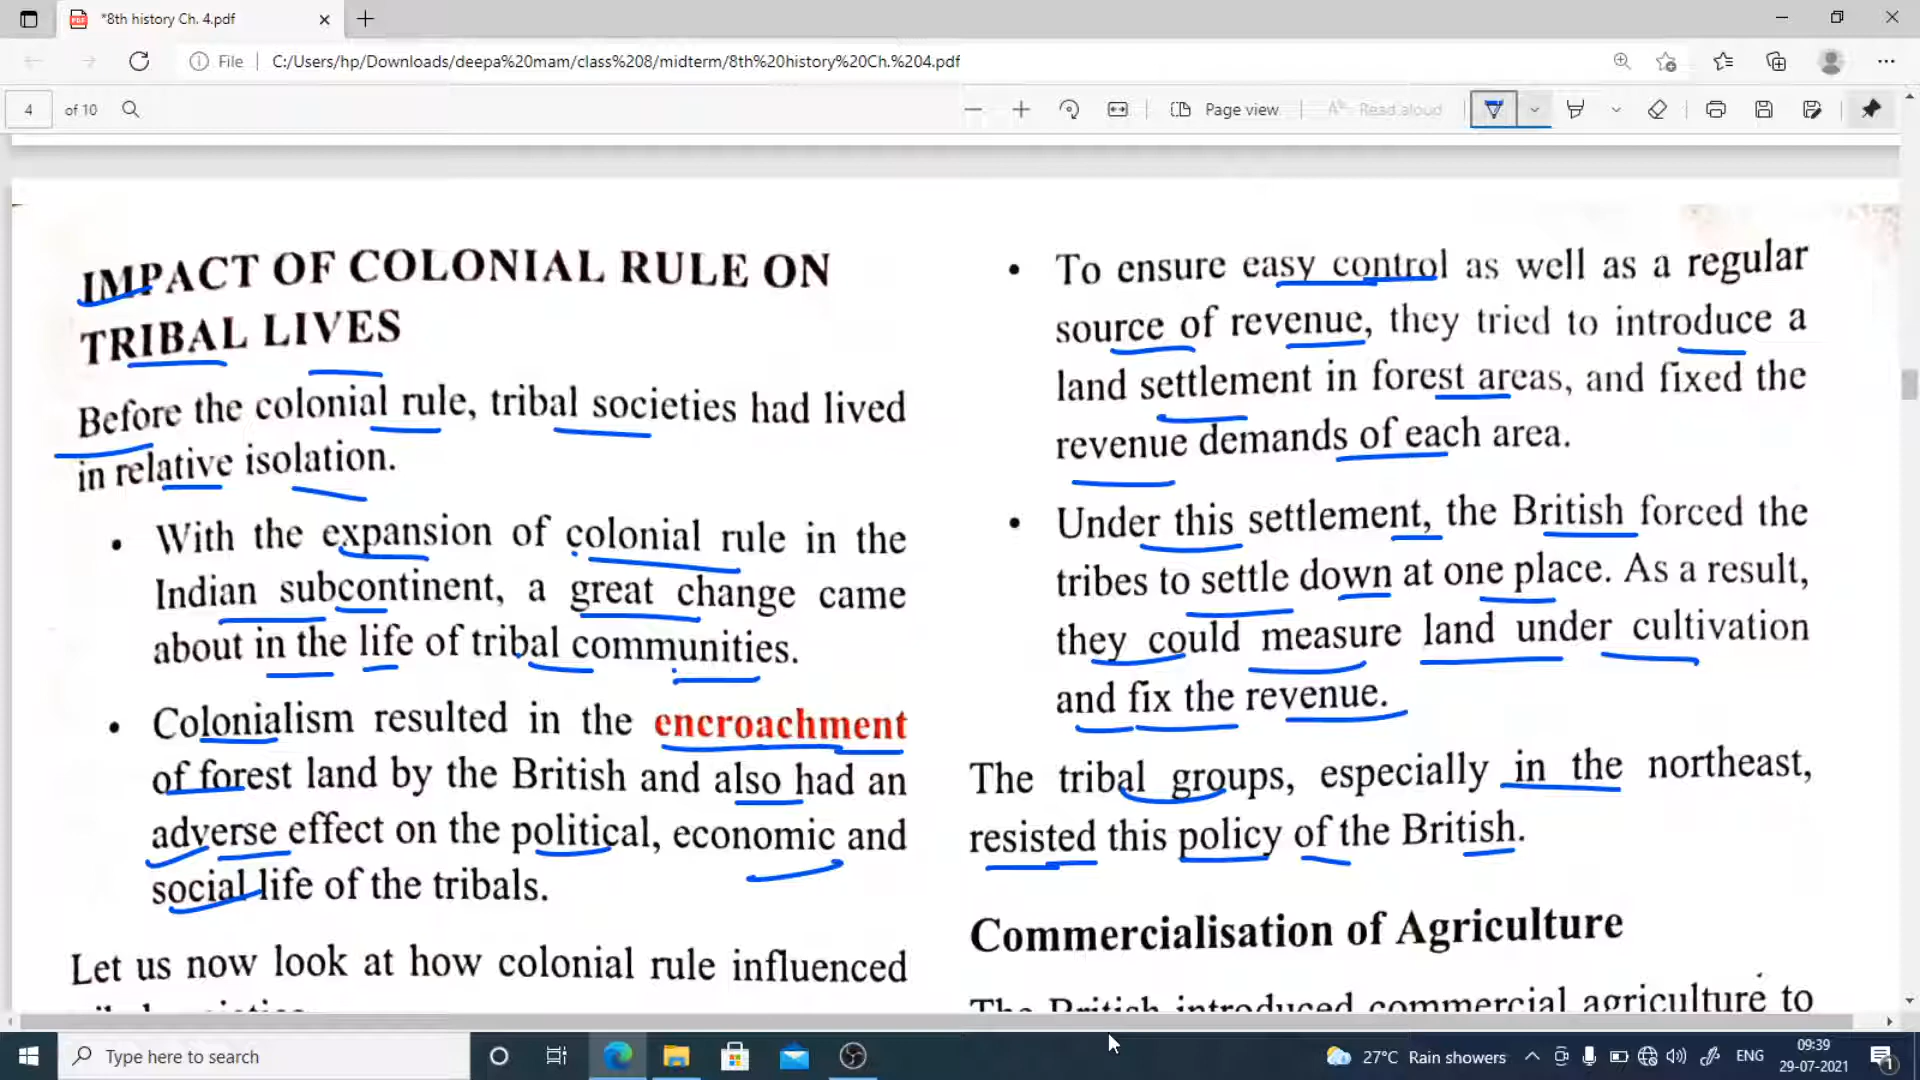 *8th history Ch. 4.pdf
File
C:/Users/hp/Downloads/deepa%20mam/class%208/midterm/8th%20history%20Ch.%204.pdf
4 of 10
Page view
Read aloud
IMPACT OF COLONIAL RULE ON
TRIBAL LIVES
Before the colonial rule, tribal societies had lived
in relative isolation.
• With the expansion of colonial rule in the
Indian subcontinent, a great change came
about in the life of tribal communities.
• Colonialism resulted in the encroachment
of forest land by the British and also had an
adverse effect on the political, economic and
social life of the tribals.
Let us now look at how colonial rule influenced
• To ensure easy control as well as a regular
source of revenue, they tried to introduce a
land settlement in forest areas, and fixed the
revenue demands of each area.
• Under this settlement, the British forced the
tribes to settle down at one place. As a result,
they could measure land under cultivation
and fix the revenue.
The tribal groups, especially in the northeast,
resisted this policy of the British.
Commercialisation of Agriculture
The British introduced commercial agriculture to
Type here to search
27°C Rain showers
ENG
09:39
29-07-2021
1